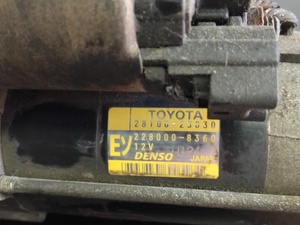 TOYOTA
28100-23030
228000-8360
12V
DENSO JAPAN